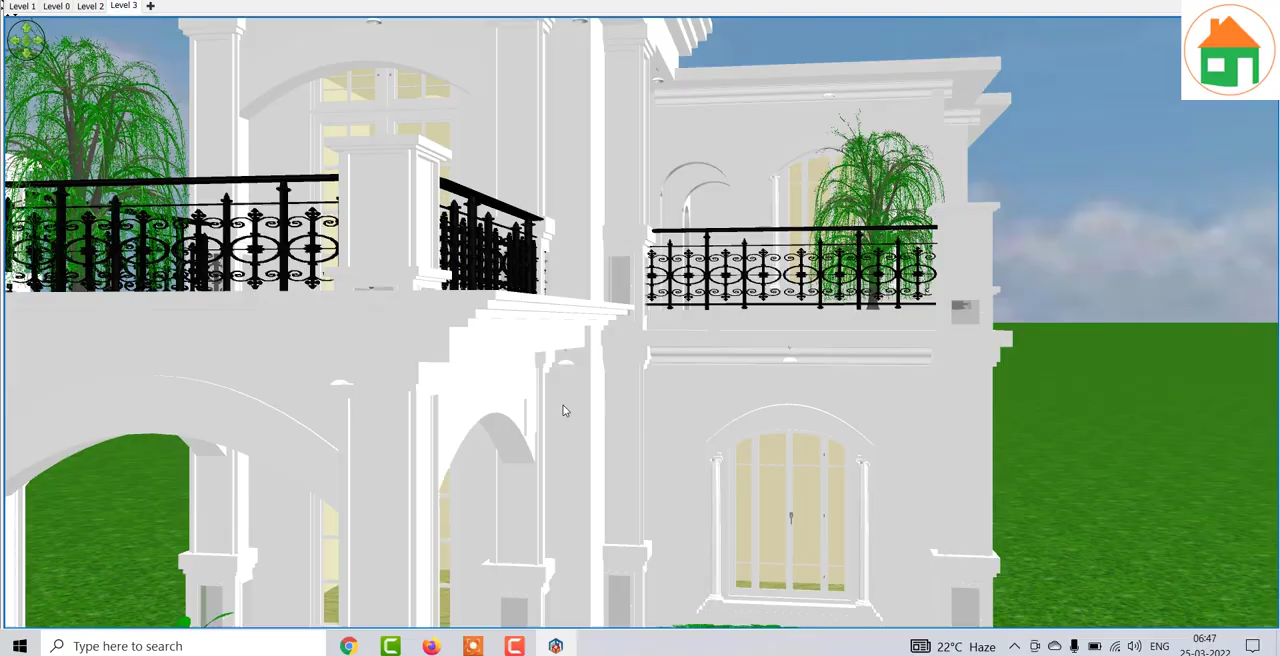 Level 1 Level 0 Level 2 Level 3
Type here to search
22°C Haze
ENG
06:47
25-03-2022